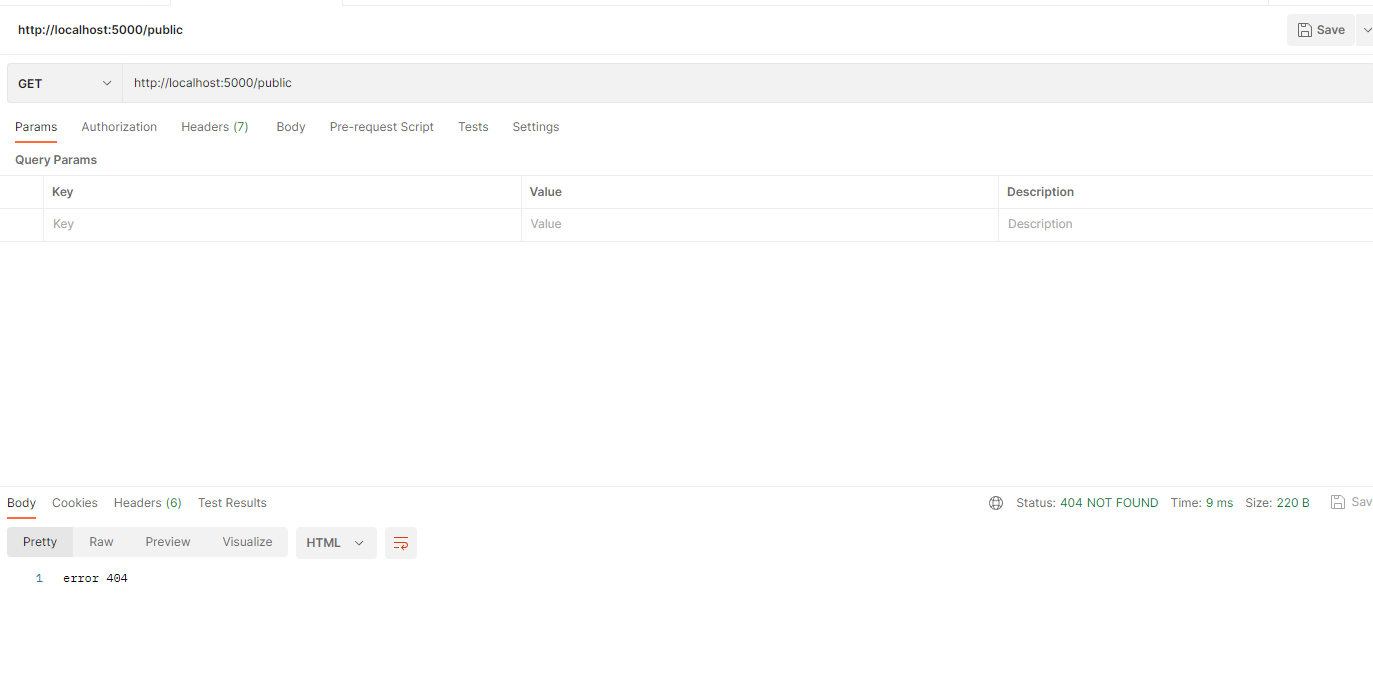 http://localhost:5000/public
Save
GET http://localhost:5000/public
Params Authorization Headers (7) Body Pre-request Script Tests Settings
Query Params
Key Value Description
Key Value Description
Body Cookies Headers (6) Test Results Status: 404 NOT FOUND Time: 9 ms Size: 220 B Sav
Pretty Raw Preview Visualize HTML
1 error 404